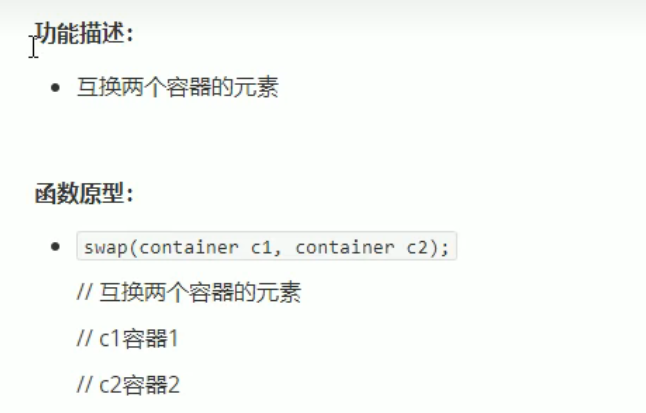 功能描述：
互换两个容器的元素
函数原型：
swap(container c1, container c2);
// 互换两个容器的元素
// c1容器1
// c2容器2